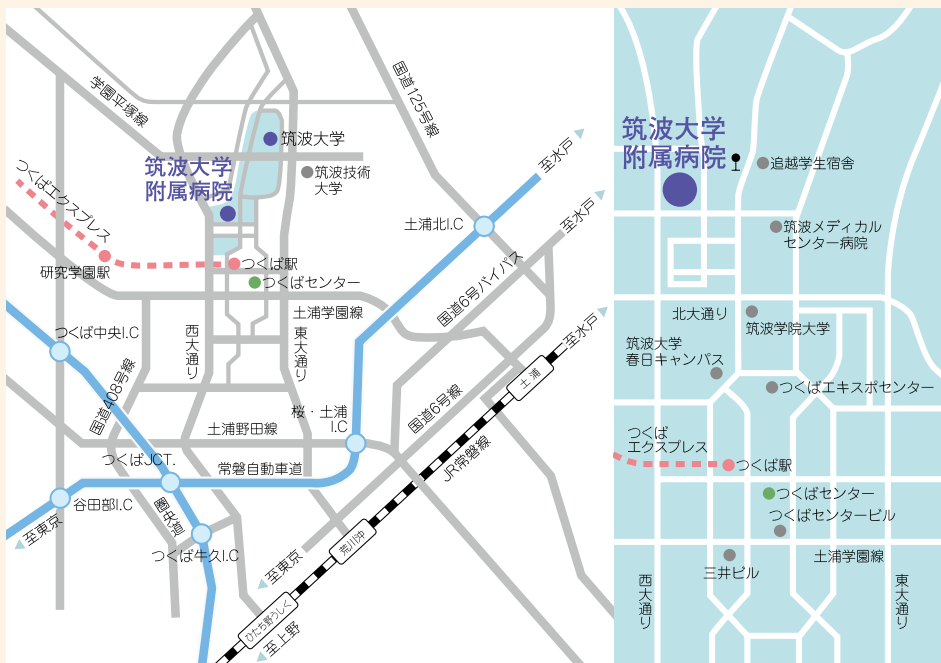 学園平塚線
国道125号線
筑波大学
筑波大学
附属病院
筑波技術
大学
至水戸
つくばエクスプレス
土浦北I.C
至水戸
研究学園駅
つくば駅
つくばセンター
国道6号バイパス
土浦学園線
つくば中央I.C
西大通り
東大通り
至水戸
国道408号線
土浦
国道6号線
桜・土浦
I.C
土浦野田線
つくばJCT.
常磐自動車道
JR常磐線
谷田部I.C
圏央道
至東京
つくば牛久I.C
荒川沖
至東京
ひたち野うしく
至上野
筑波大学
附属病院
追越学生宿舎
筑波メディカル
センター病院
北大通り
筑波学院大学
筑波大学
春日キャンパス
つくばエキスポセンター
つくば
エクスプレス
つくば駅
つくばセンター
つくばセンタービル
三井ビル
土浦学園線
西大通り
東大通り